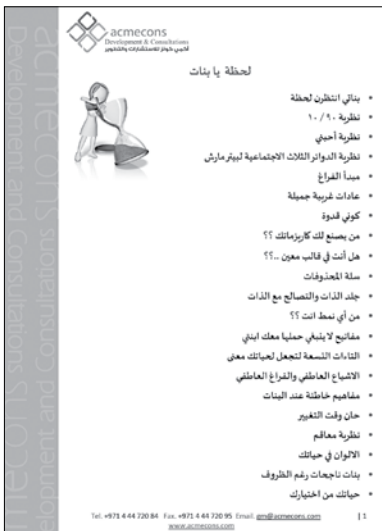 acmecons
Development & Consultations
أكمي كونز للاستشارات والتطوير
لحظة يا بنات
• بناتي انتظرن لحظة
• نظرية ٩٠ / ١٠
• نظرية أحبني
• نظرية الدوائر الثلاث الاجتماعية لبيتر مارش
• مبدأ الفراغ
• عادات غريبة جميلة
• كوني قدوة
• من يصنع لك كاريزماتك ؟؟
• هل أنت في قالب معين ..؟؟
• سلة المحذوفات
• جلد الذات والتصالح مع الذات
• من أي نمط انت ؟؟
• مفاتيح لا ينبغي حملها معك ابنتي
• التاءات التسعة لتجعل لحياتك معنى
• الاشباع العاطفي والفراغ العاطفي
• مفاهيم خاطئة عند البنات
• حان وقت التغيير
• نظرية معاقم
• الالوان في حياتك
• بنات ناجحات رغم الظروف
• حياتك من اختيارك
Tel. +971 4 44 720 84 Fax. +971 4 44 720 95 Email. gm@acmecons.com
www.acmecons.com
| 1
acmecons
Development and Consultations